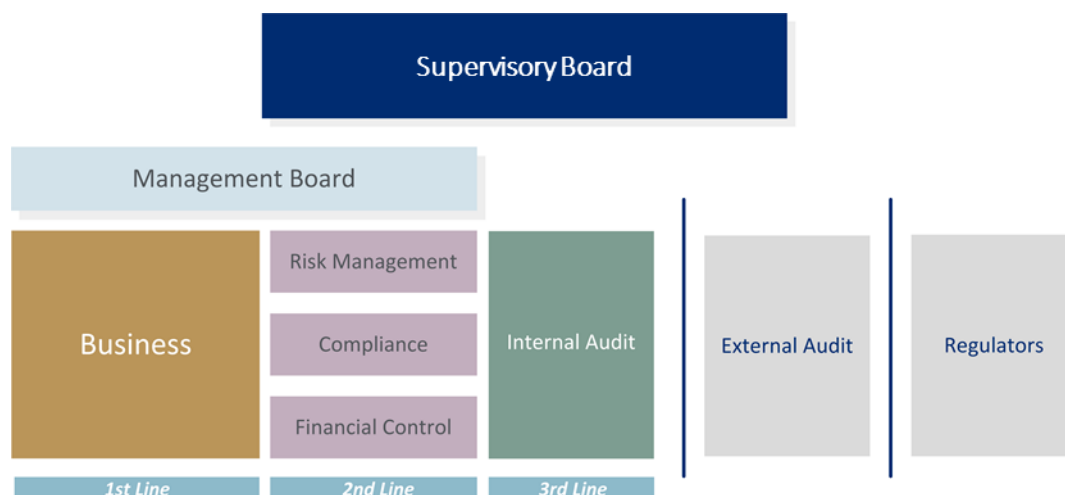 Supervisory Board
Management Board
Business
Risk Management
Compliance
Financial Control
Internal Audit
External Audit
Regulators
1st Line
2nd Line
3rd Line